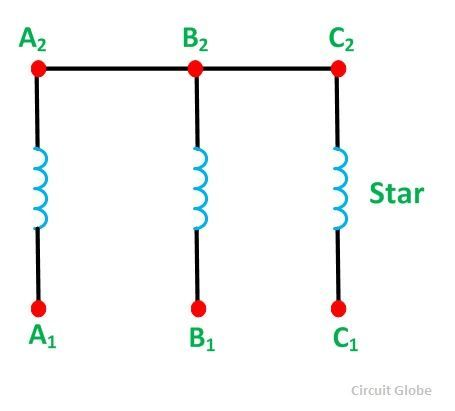 A₂ B₂ C₂
Star
A₁ B₁ C₁
Circuit Globe